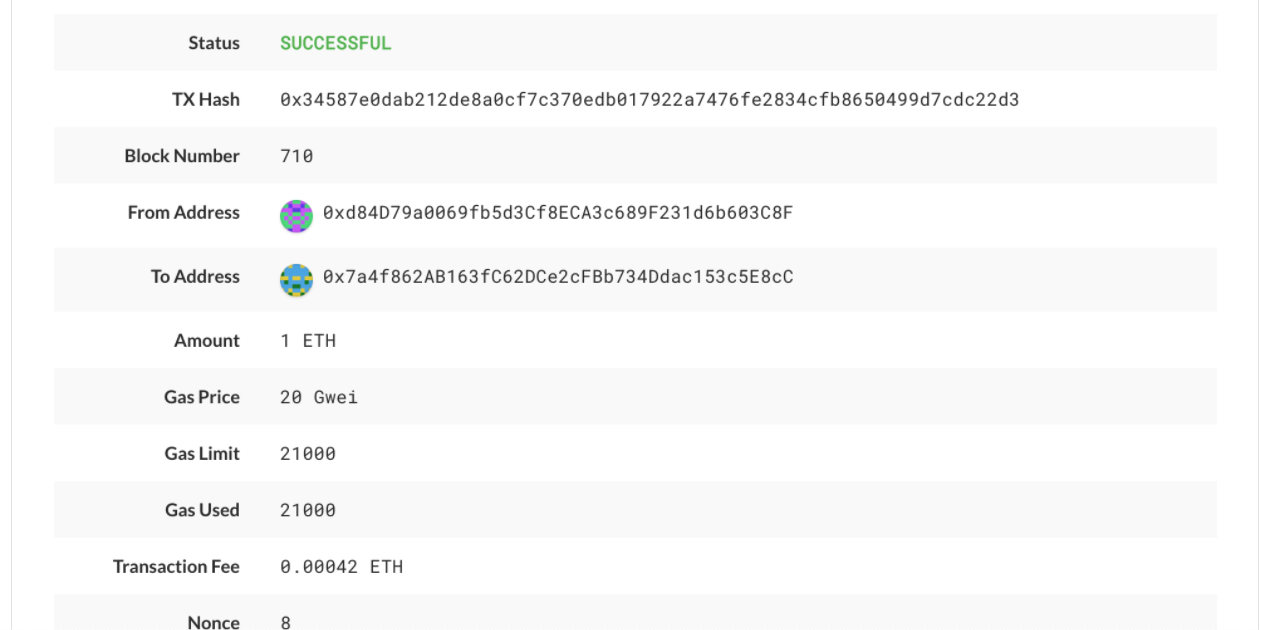 Status SUCCESSFUL
TX Hash 0x34587e0dab212de8a0cf7c370edb017922a7476fe2834cfb8650499d7cdc22d3
Block Number 710
From Address 0xd84D79a0069fb5d3Cf8ECA3c689F231d6b603C8F
To Address 0x7a4f862AB163fC62DCe2cFBb734Ddac153c5E8cC
Amount 1 ETH
Gas Price 20 Gwei
Gas Limit 21000
Gas Used 21000
Transaction Fee 0.00042 ETH
Nonce 8